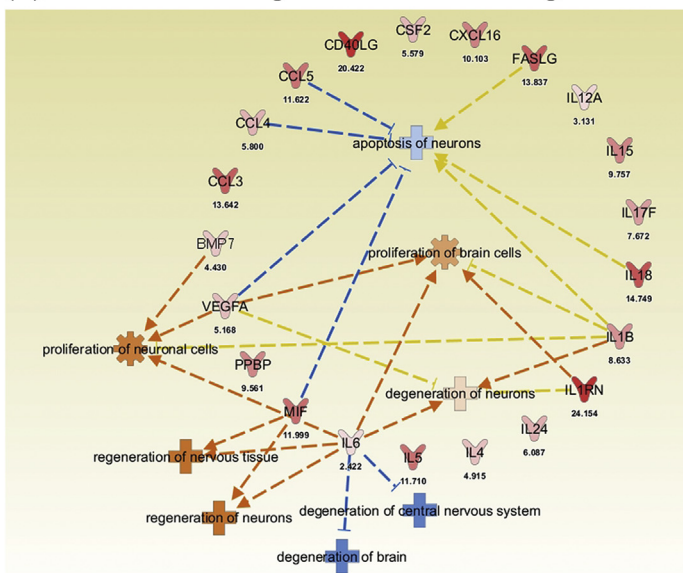 CSF2
5.579
CXCL16
10.103
CD40LG
20.422
FASLG
13.837
CCL5
11.622
IL12A
3.131
CCL4
5.800
apoptosis of neurons
IL15
9.757
CCL3
13.642
IL17F
7.672
BMP7
4.430
proliferation of brain cells
IL18
14.749
VEGFA
5.168
IL1B
8.633
proliferation of neuronal cells
PPBP
9.561
degeneration of neurons
IL1RN
24.154
MIF
11.999
IL6
2.422
IL24
6.087
regeneration of nervous tissue
IL5
11.710
IL4
4.915
regeneration of neurons
degeneration of central nervous system
degeneration of brain